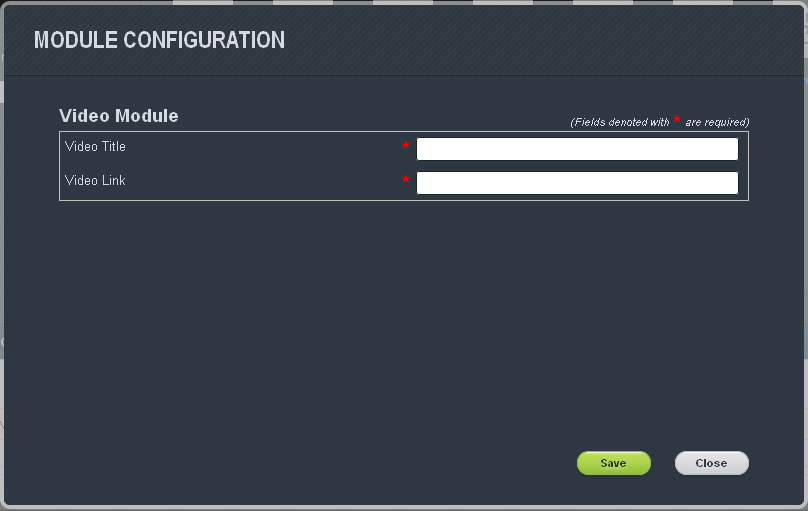 MODULE CONFIGURATION
Video Module
(Fields denoted with * are required)
Video Title *
Video Link *
Save Close